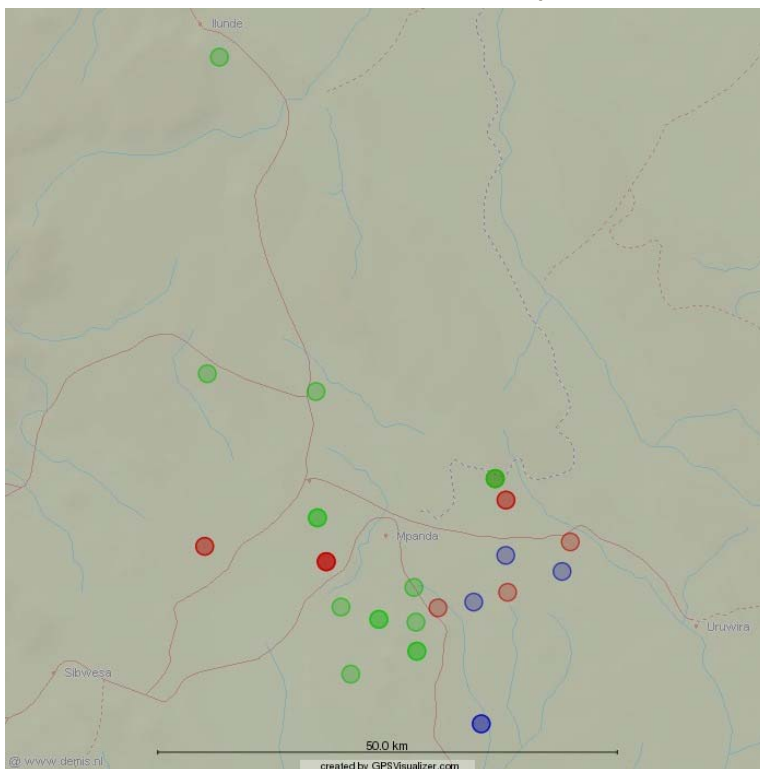 Ilunde
Mpanda
Uruwira
Sibwesa
50.0 km
@ www.demis.nl
created by GPSVisualizer.com